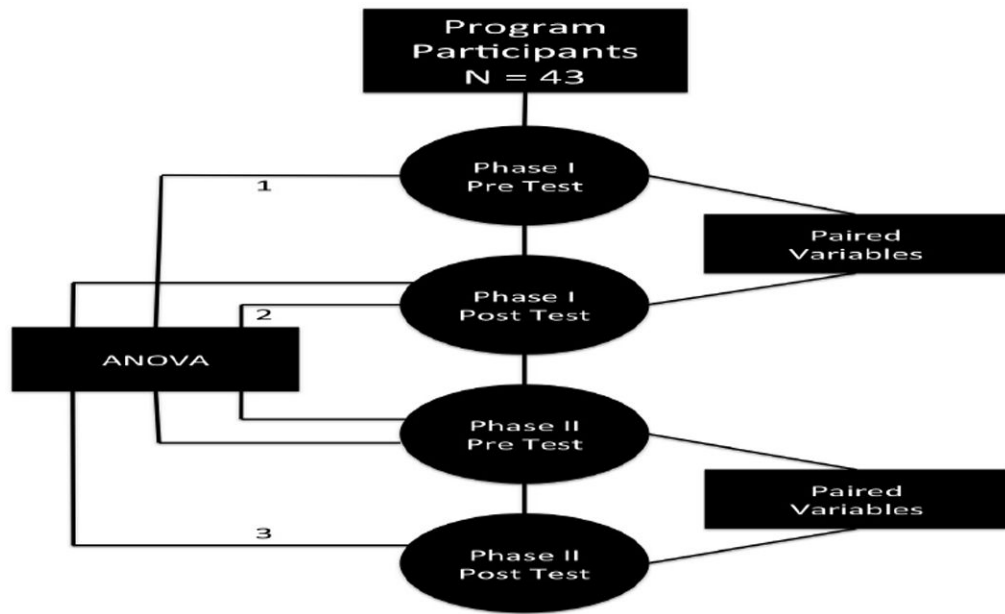 Program
Participants
N = 43
Phase I
Pre Test
1
Paired
Variables
Phase I
Post Test
2
ANOVA
Phase II
Pre Test
Paired
Variables
3
Phase II
Post Test